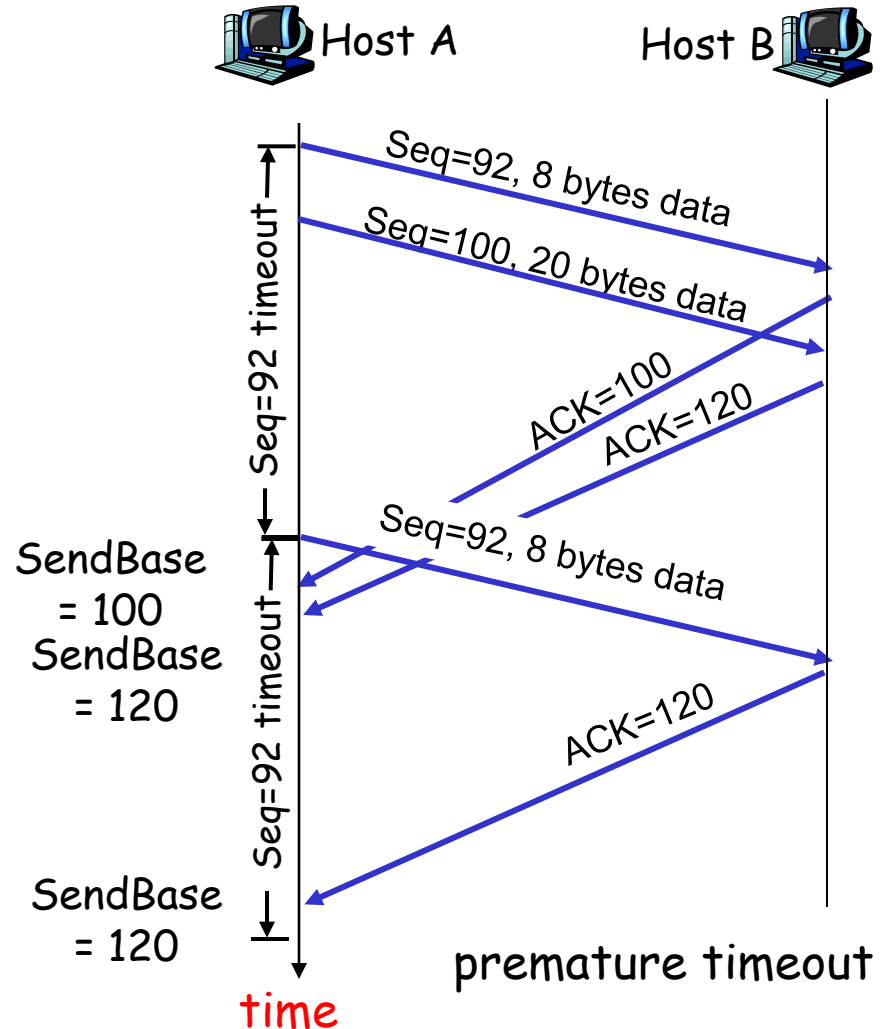 Host A
Host B
Seq=92, 8 bytes data
Seq=100, 20 bytes data
Seq=92 timeout
ACK=100
ACK=120
Seq=92, 8 bytes data
SendBase
= 100
SendBase
= 120
Seq=92 timeout
ACK=120
SendBase
= 120
premature timeout
time